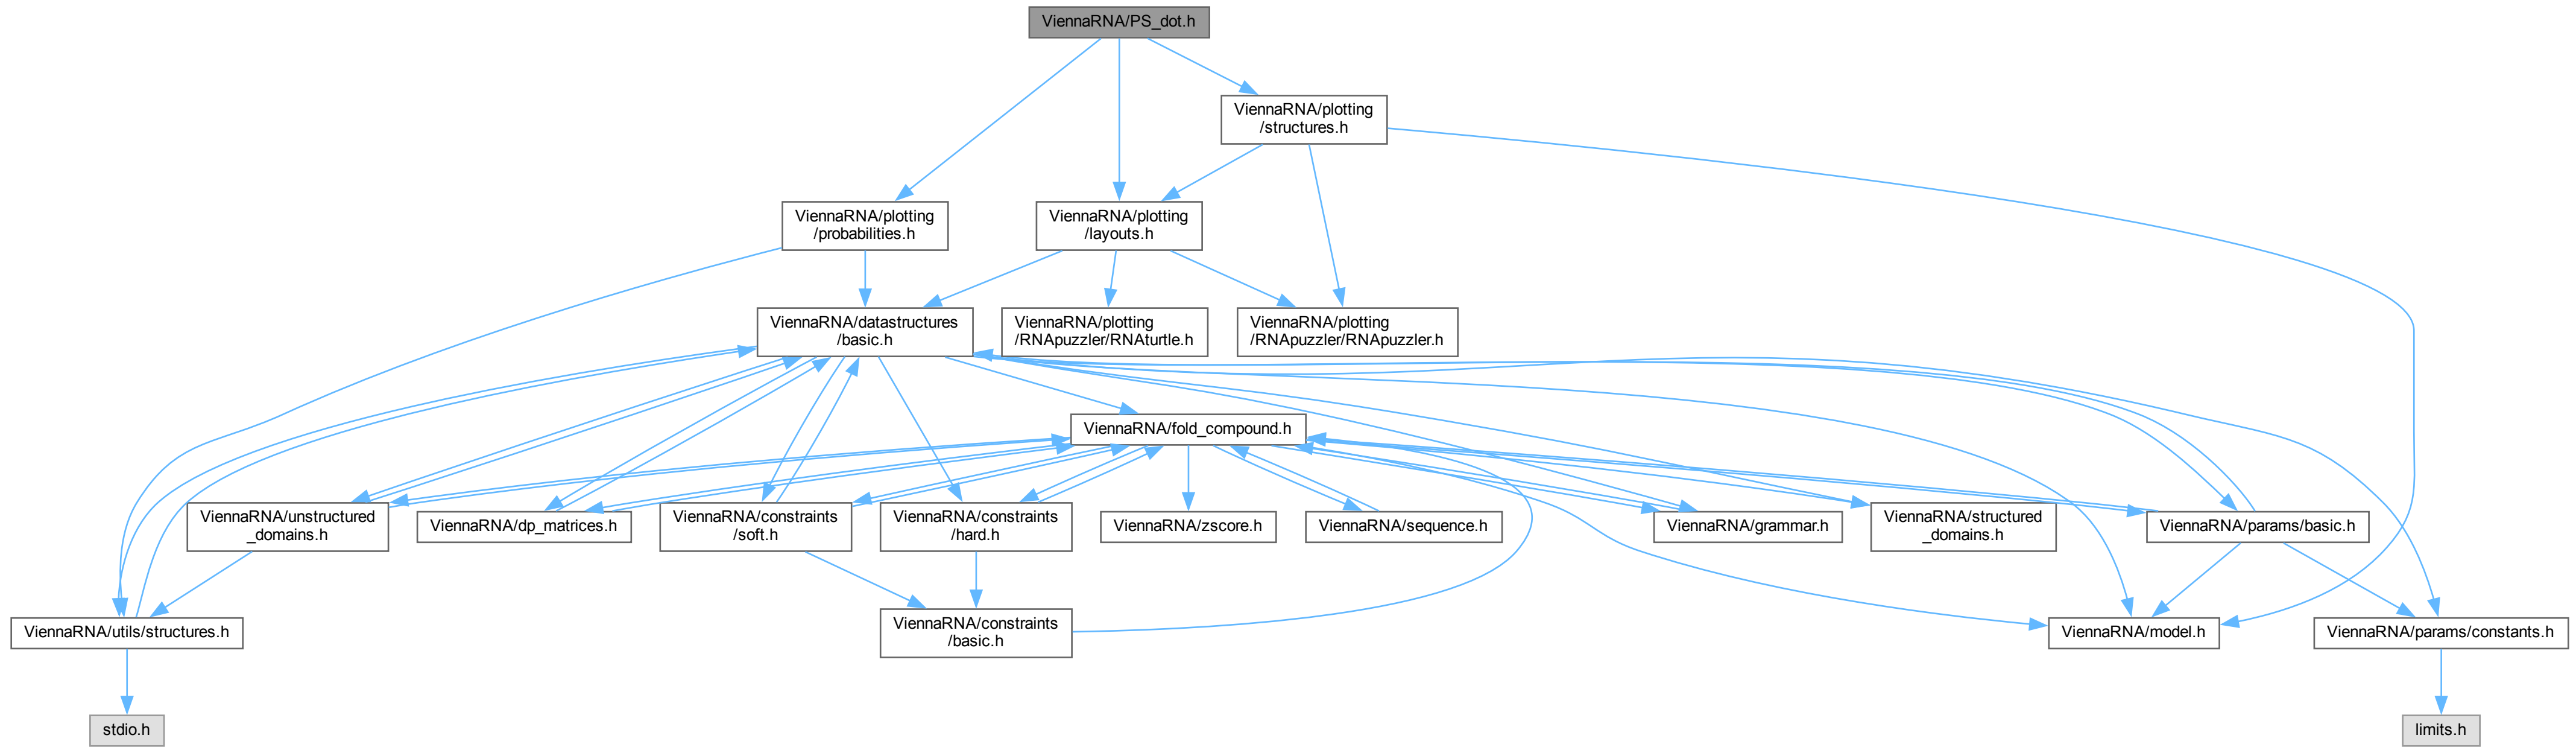 ViennaRNA/PS_dot.h
ViennaRNA/plotting
/structures.h
ViennaRNA/plotting
/probabilities.h
ViennaRNA/plotting
/layouts.h
ViennaRNA/datastructures
/basic.h
ViennaRNA/plotting
/RNApuzzler/RNAturtle.h
ViennaRNA/plotting
/RNApuzzler/RNApuzzler.h
ViennaRNA/fold_compound.h
ViennaRNA/unstructured
_domains.h
ViennaRNA/dp_matrices.h
ViennaRNA/constraints
/soft.h
ViennaRNA/constraints
/hard.h
ViennaRNA/zscore.h
ViennaRNA/sequence.h
ViennaRNA/grammar.h
ViennaRNA/structured
_domains.h
ViennaRNA/params/basic.h
ViennaRNA/utils/structures.h
ViennaRNA/constraints
/basic.h
ViennaRNA/model.h
ViennaRNA/params/constants.h
stdio.h
limits.h